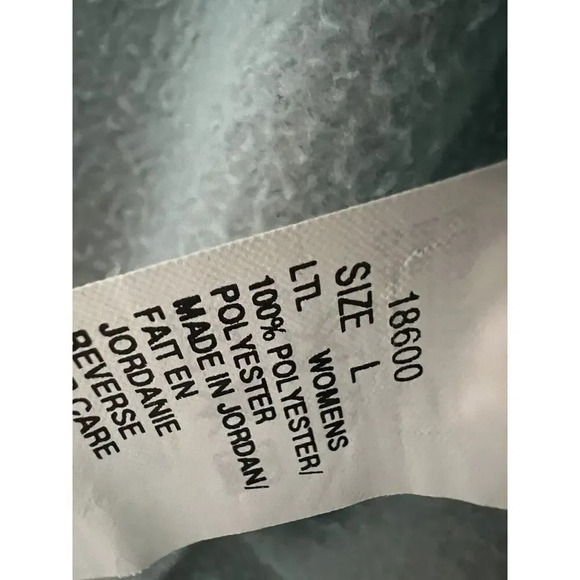 18600
SIZE L
LTL WOMENS
100% POLYESTER/
POLYESTER
MADE IN JORDAN/
FAIT EN
JORDANIE
REVERSE
CARE